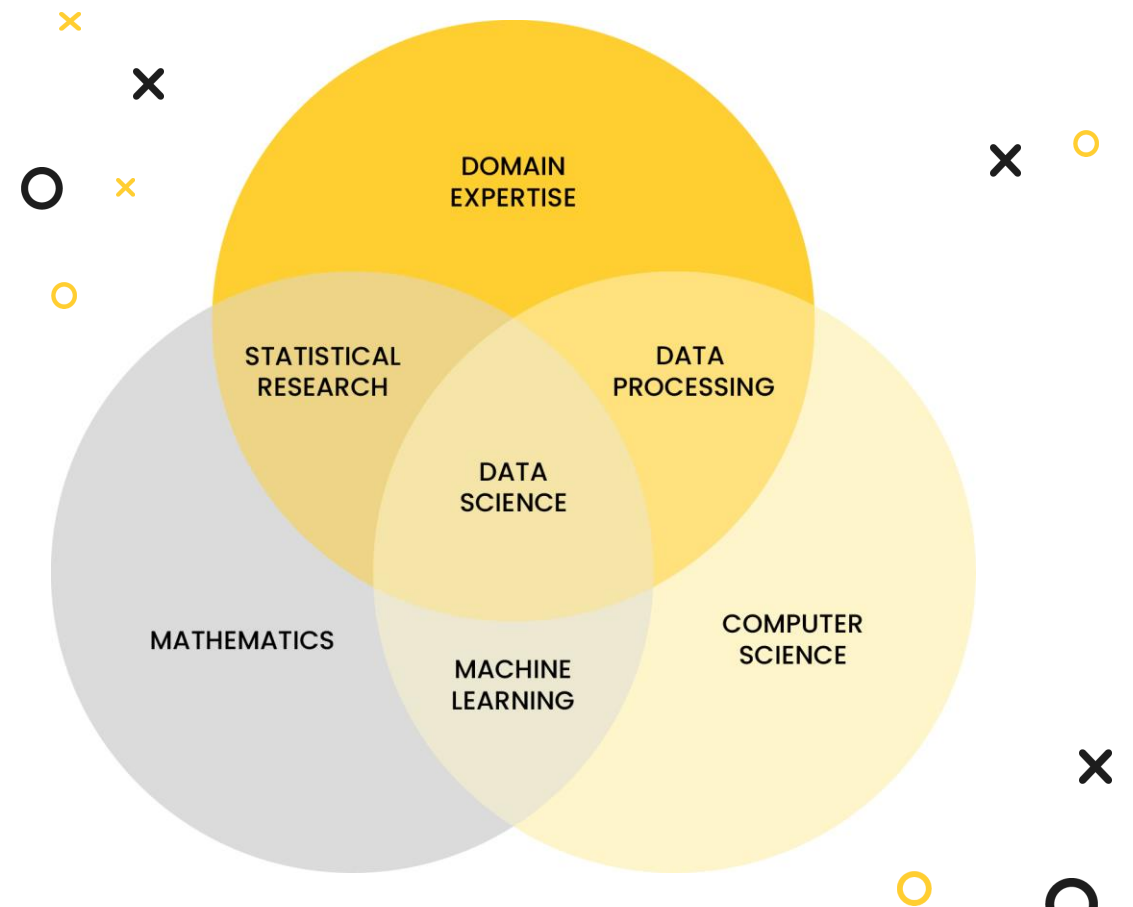 DOMAIN
EXPERTISE
STATISTICAL
RESEARCH
DATA
PROCESSING
DATA
SCIENCE
MATHEMATICS
MACHINE
LEARNING
COMPUTER
SCIENCE